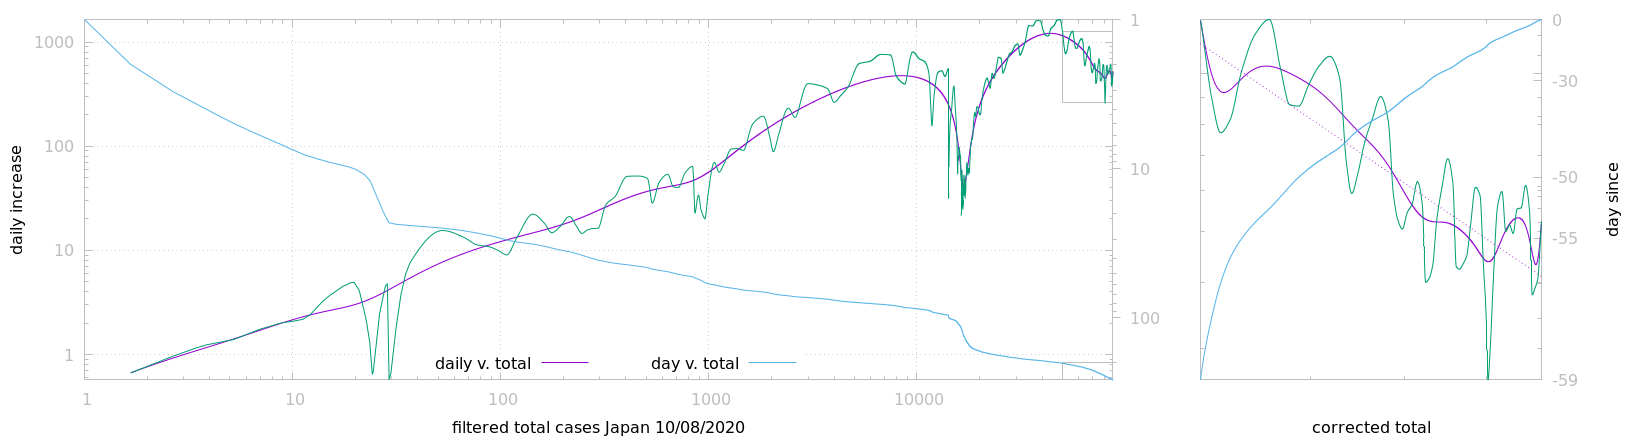 1000
100
10
1
daily increase
1
10
100
1000
10000
filtered total cases Japan 10/08/2020
daily v. total
day v. total
1
10
100
0
-30
-50
-55
-59
day since
corrected total